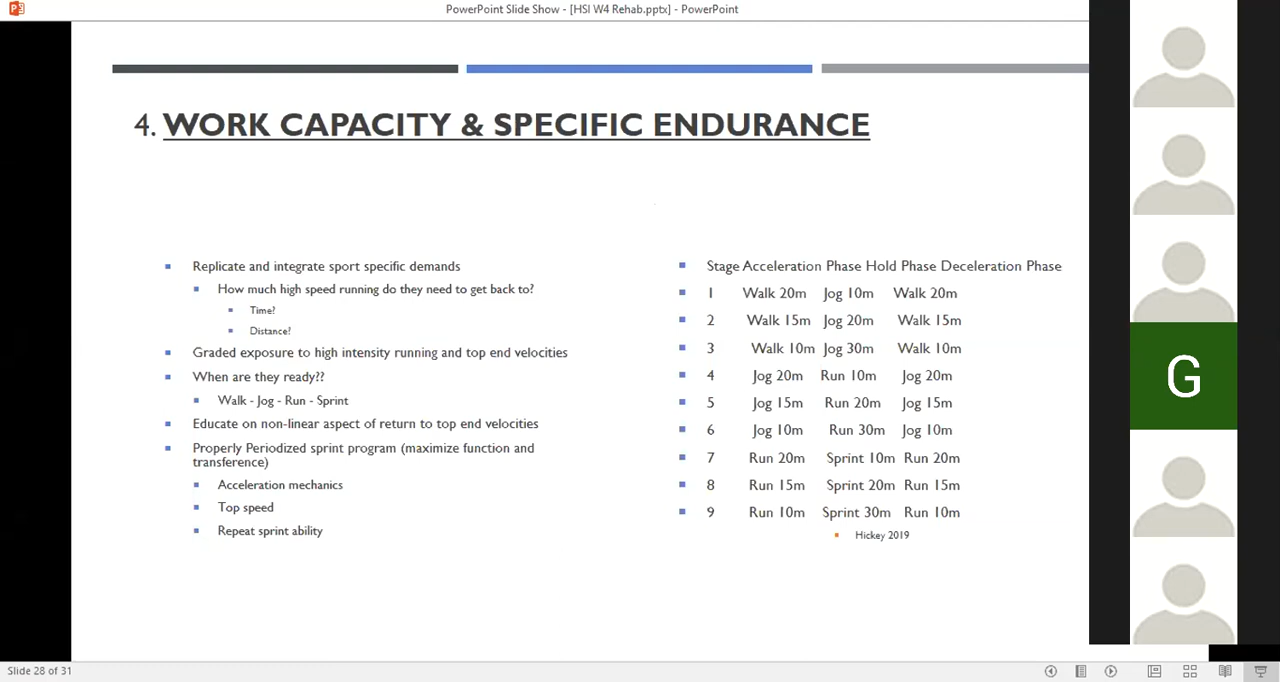 PowerPoint Slide Show - [HSI W4 Rehab.pptx] - PowerPoint
4. WORK CAPACITY & SPECIFIC ENDURANCE
Replicate and integrate sport specific demands
How much high speed running do they need to get back to?
Time?
Distance?
Graded exposure to high intensity running and top end velocities
When are they ready??
Walk - Jog - Run - Sprint
Educate on non-linear aspect of return to top end velocities
Properly Periodized sprint program (maximize function and
transference)
Acceleration mechanics
Top speed
Repeat sprint ability
Stage Acceleration Phase Hold Phase Deceleration Phase
1 Walk 20m Jog 10m Walk 20m
2 Walk 15m Jog 20m Walk 15m
3 Walk 10m Jog 30m Walk 10m
4 Jog 20m Run 10m Jog 20m
5 Jog 15m Run 20m Jog 15m
6 Jog 10m Run 30m Jog 10m
7 Run 20m Sprint 10m Run 20m
8 Run 15m Sprint 20m Run 15m
9 Run 10m Sprint 30m Run 10m
Hickey 2019
G
Slide 28 of 31